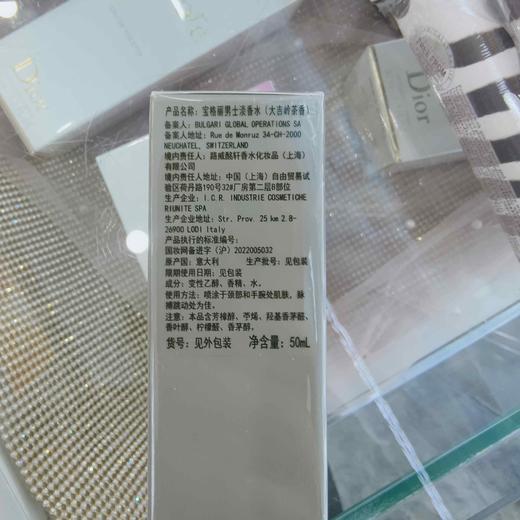 Dior
Dior
产品名称：宝格丽男士淡香水（大吉岭茶香）
备案人：BULGARI GLOBAL OPERATIONS SA
备案人地址：Rue de Monruz 34-CH-2000
NEUCHATEL, SWITZERLAND
境内责任人：路威酩轩香水化妆品（上海）
有限公司
境内责任人地址：中国（上海）自由贸易试
验区荷丹路190号32#厂房第二层B部位
生产企业：I.C.R. INDUSTRIE COSMETICHE
RIUNITE SPA
生产企业地址：Str. Prov. 25 km 2.8-
26900 LODI Italy
产品执行的标准编号：
国妆网备进字（沪）2022005032
原产国：意大利 生产批号：见包装
限期使用日期：见包装
成分：变性乙醇、香精、水。
使用方法：喷涂于颈部和手腕处肌肤，脉
搏跳动处为佳。
注意：本品含芳樟醇、苧烯、羟基香茅醛、
香叶醇、柠檬醛、香茅醇。
货号：见外包装 净含量：50mL